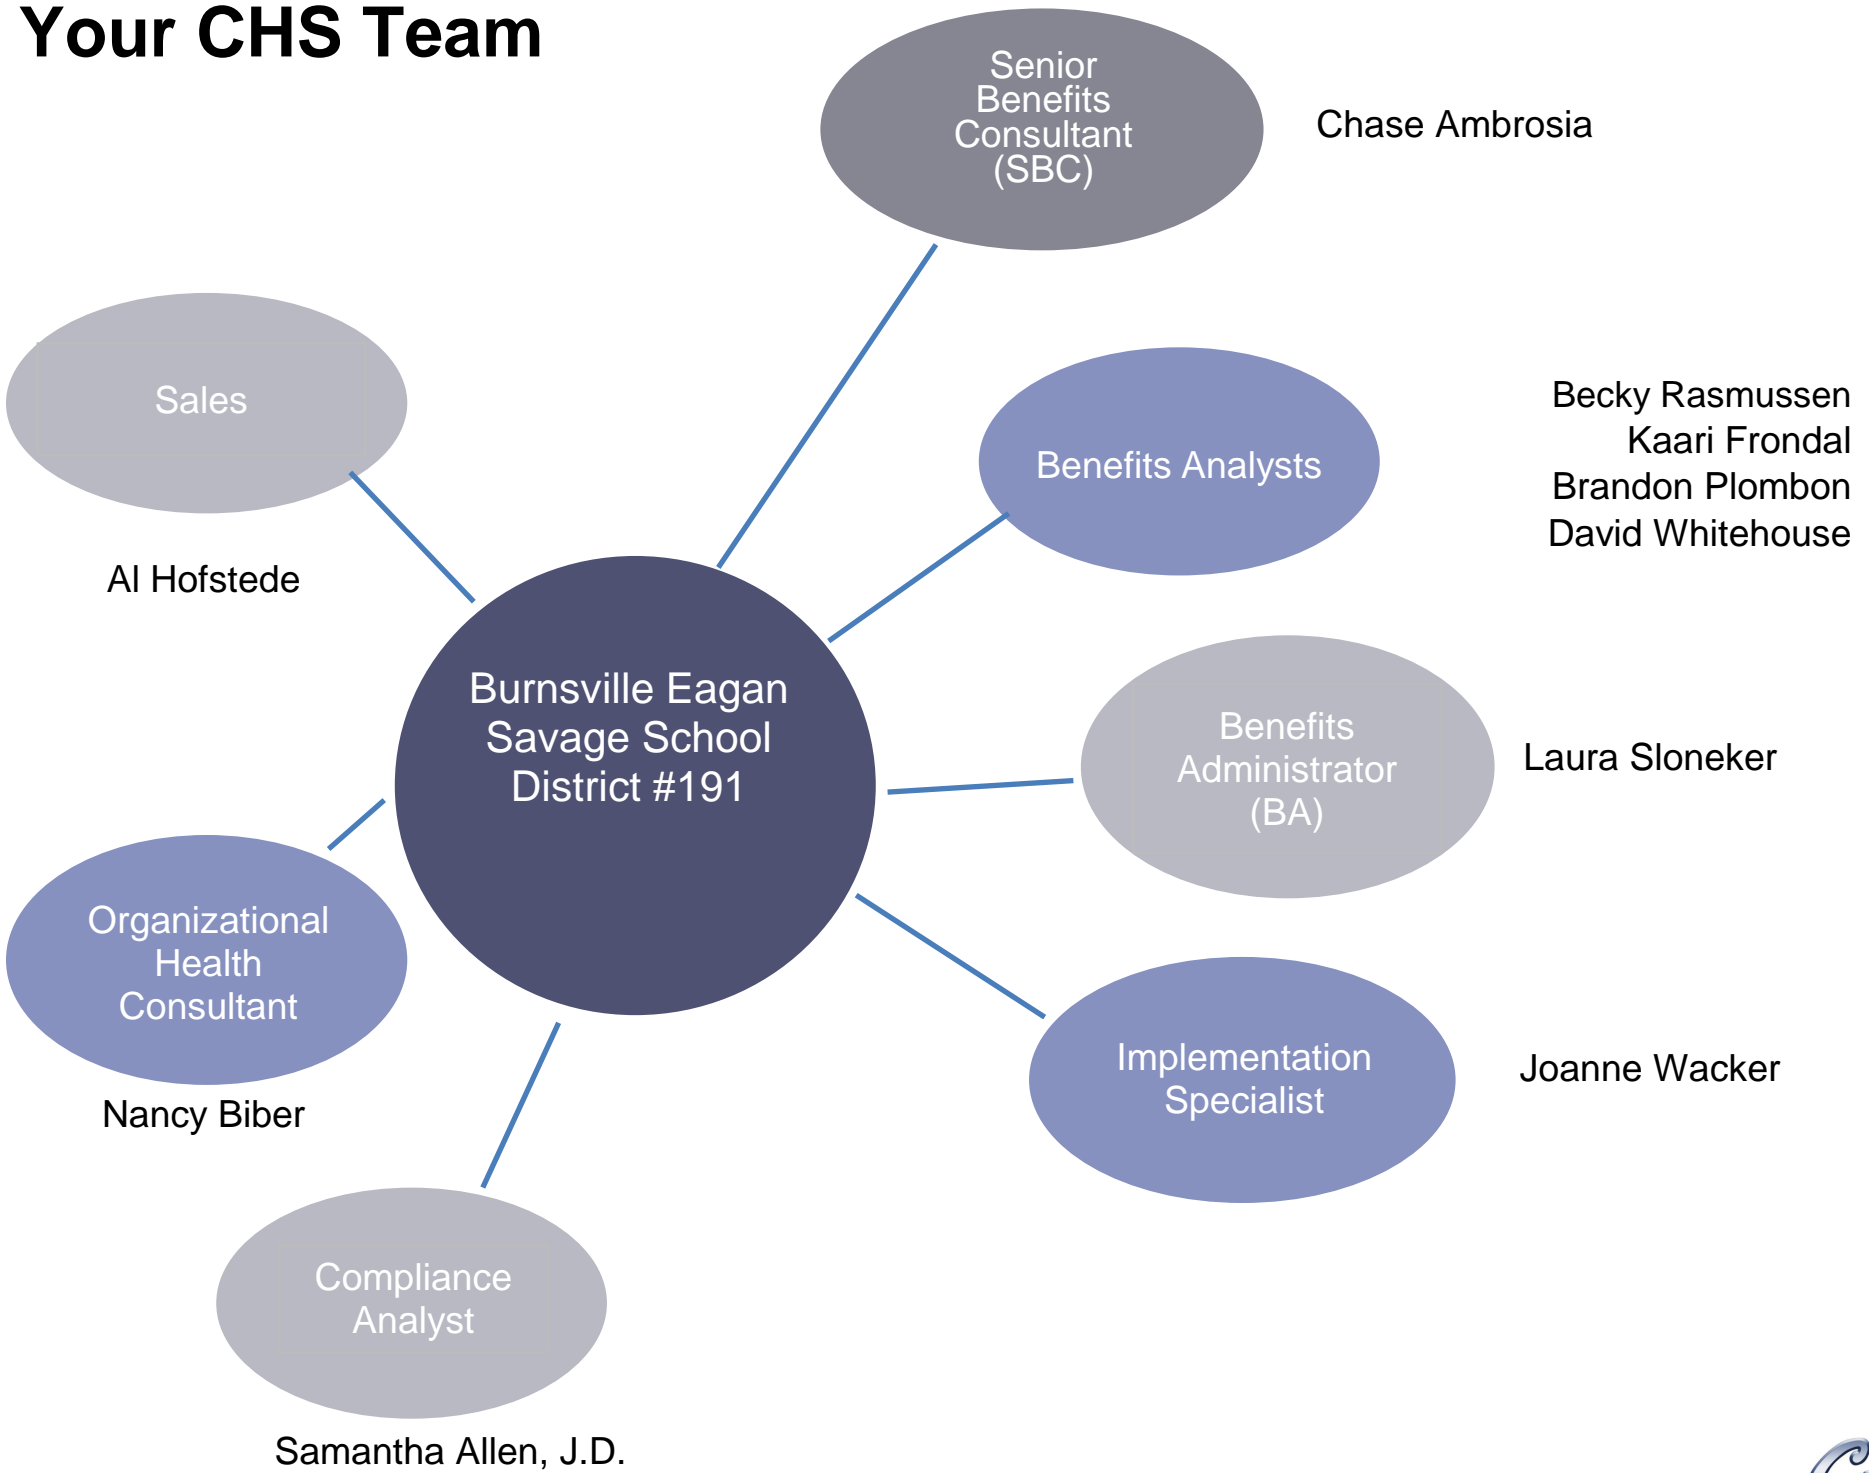 Your CHS Team
Senior
Benefits
Consultant
(SBC)
Chase Ambrosia
Sales
Al Hofstede
Benefits Analysts
Becky Rasmussen
Kaari Frondal
Brandon Plombon
David Whitehouse
Burnsville Eagan
Savage School
District #191
Benefits
Administrator
(BA)
Laura Sloneker
Organizational
Health
Consultant
Nancy Biber
Implementation
Specialist
Joanne Wacker
Compliance
Analyst
Samantha Allen, J.D.